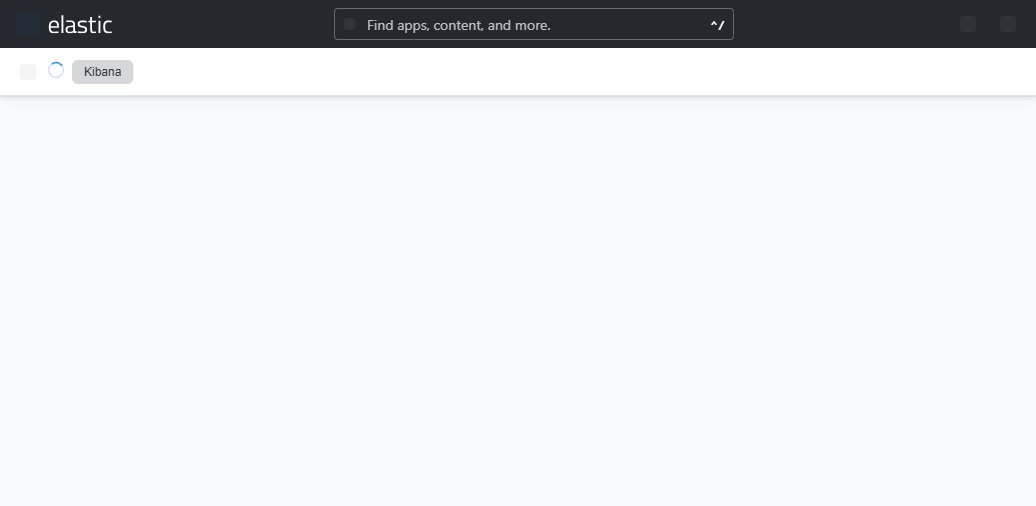 elastic
Find apps, content, and more.
^/
Kibana